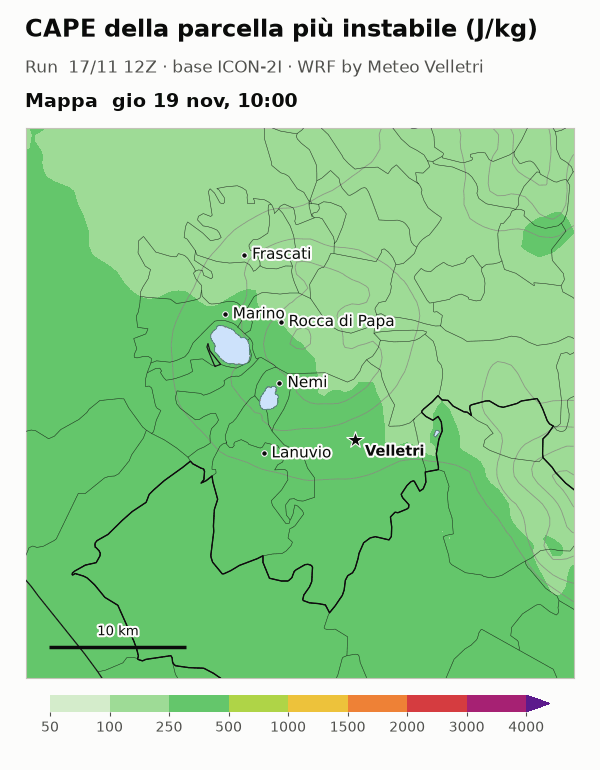 CAPE della parcella più instabile (J/kg)
Run  17/11 12Z · base ICON-2I · WRF by Meteo Velletri
Mappa  gio 19 nov, 10:00
Frascati
Marino
Rocca di Papa
Nemi
Velletri
Lanuvio
10 km
50 100 250 500 1000 1500 2000 3000 4000